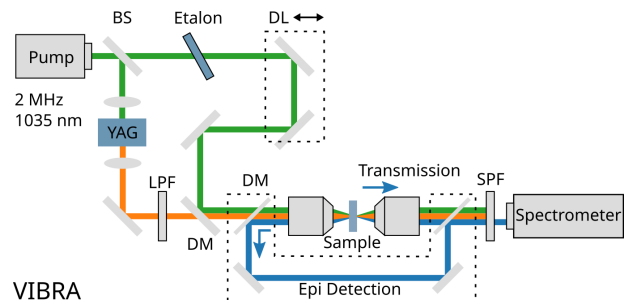 BS
Etalon
DL
Pump
2 MHz
1035 nm
YAG
LPF
DM
DM
Transmission
SPF
Sample
Spectrometer
Epi Detection
VIBRA